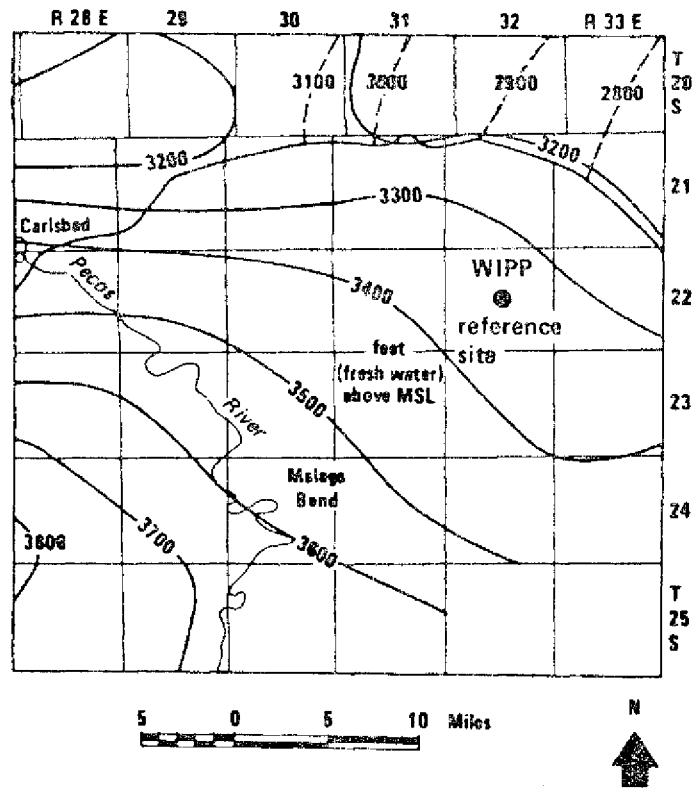 R 28 E 29 30 31 32 R 33 E
T
20
S
3100 3000 2900 2800
3200 3200
21
3300
Carlsbad
Pecos
WIPP
3400
22
reference
site
feet
(fresh water)
above MSL
3500
River
23
Malaga
Bend
24
3700
3800
3600
T
25
S
5 0 5 10 Miles
N